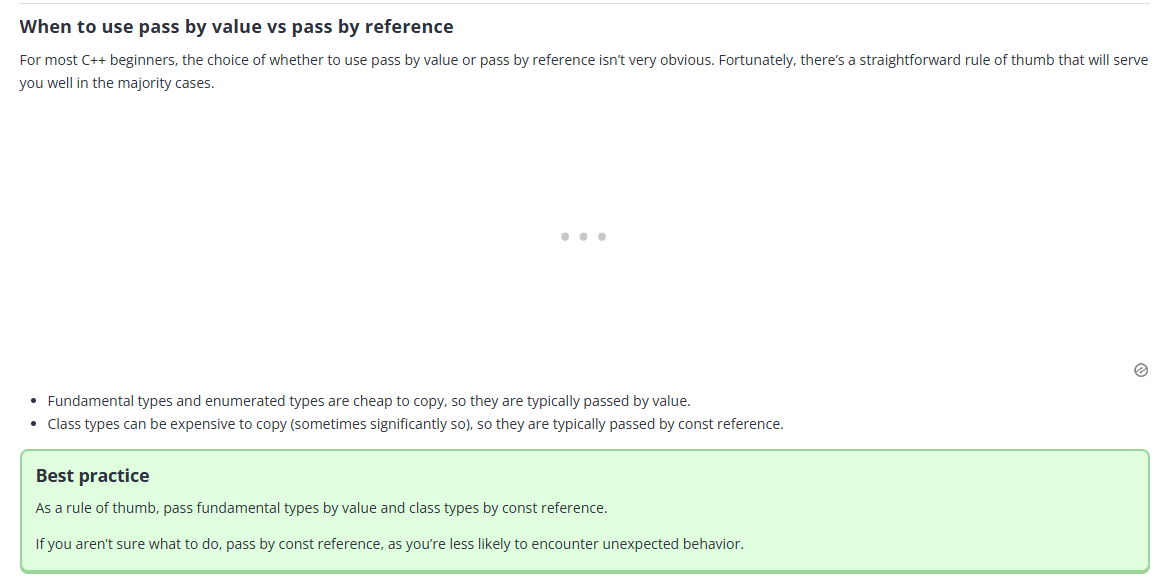 When to use pass by value vs pass by reference
For most C++ beginners, the choice of whether to use pass by value or pass by reference isn’t very obvious. Fortunately, there’s a straightforward rule of thumb that will serve
you well in the majority cases.
• Fundamental types and enumerated types are cheap to copy, so they are typically passed by value.
• Class types can be expensive to copy (sometimes significantly so), so they are typically passed by const reference.
Best practice
As a rule of thumb, pass fundamental types by value and class types by const reference.
If you aren’t sure what to do, pass by const reference, as you’re less likely to encounter unexpected behavior.